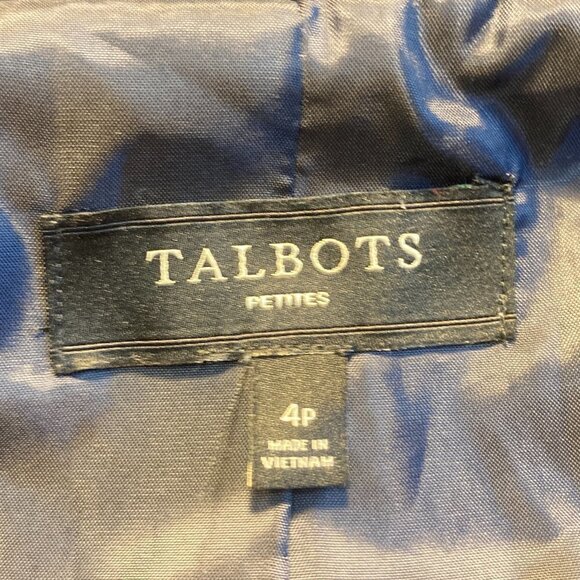 TALBOTS
PETITES
4P
MADE IN
VIETNAM